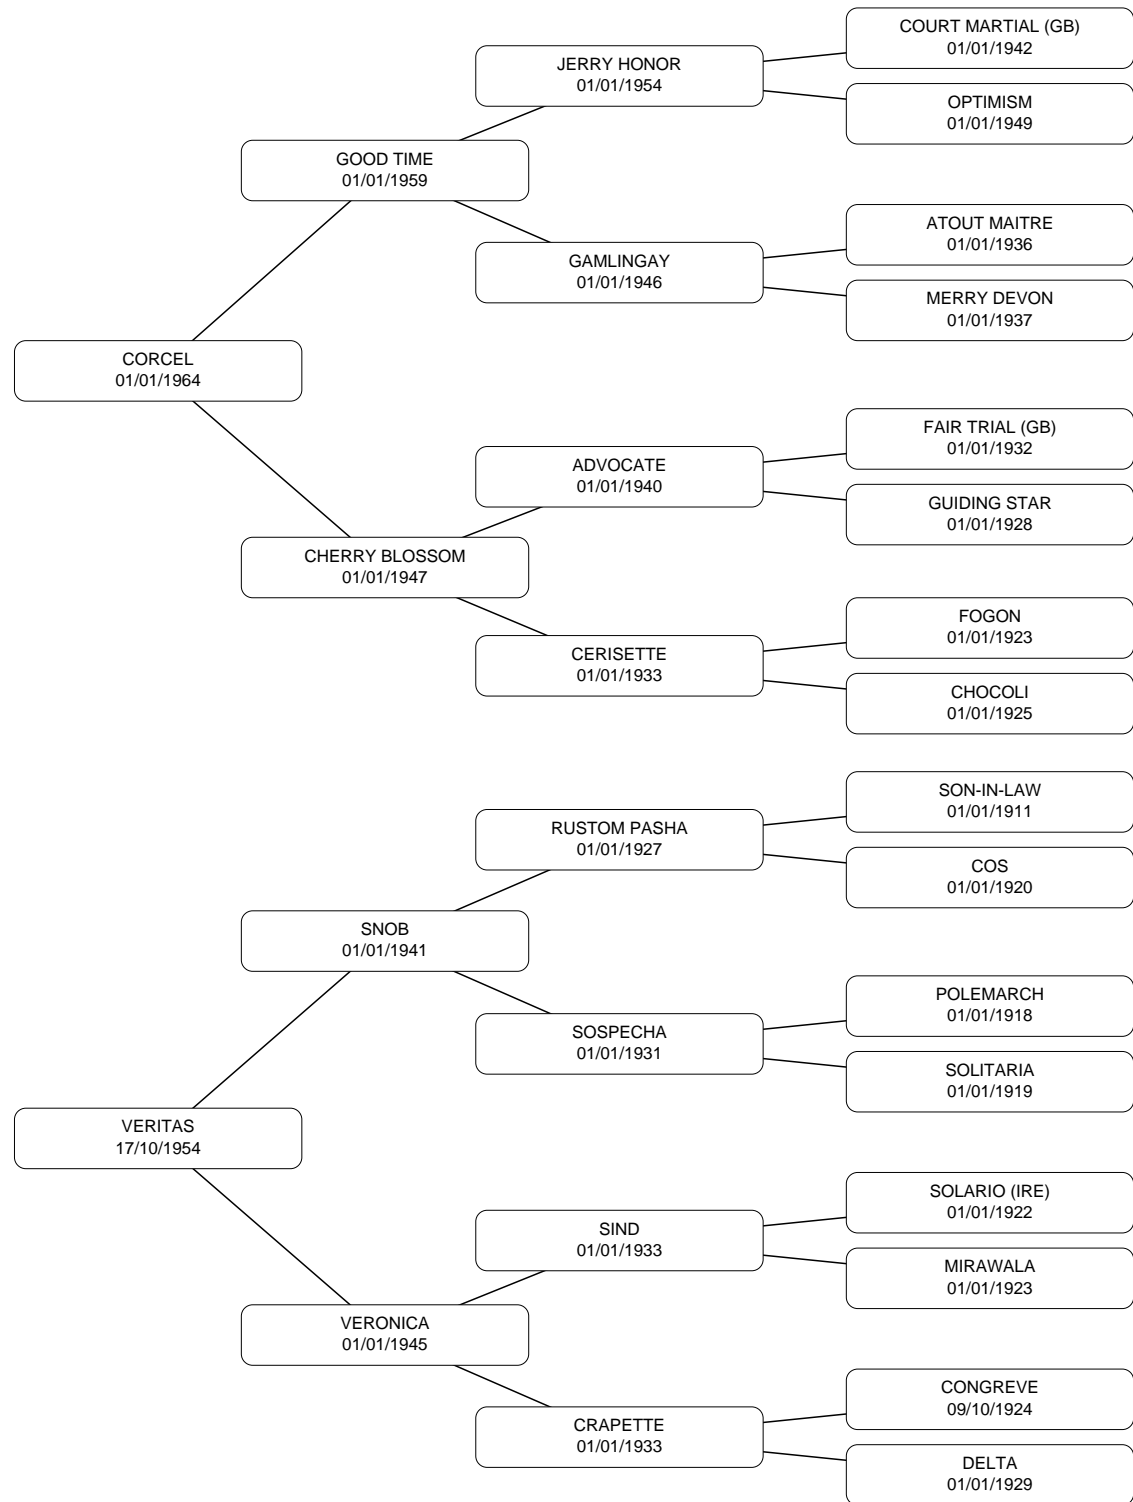 COURT MARTIAL (GB)
01/01/1942
JERRY HONOR
01/01/1954
OPTIMISM
01/01/1949
GOOD TIME
01/01/1959
ATOUT MAITRE
01/01/1936
GAMLINGAY
01/01/1946
MERRY DEVON
01/01/1937
CORCEL
01/01/1964
FAIR TRIAL (GB)
01/01/1932
ADVOCATE
01/01/1940
GUIDING STAR
01/01/1928
CHERRY BLOSSOM
01/01/1947
FOGON
01/01/1923
CERISETTE
01/01/1933
CHOCOLI
01/01/1925
SON-IN-LAW
01/01/1911
RUSTOM PASHA
01/01/1927
COS
01/01/1920
SNOB
01/01/1941
POLEMARCH
01/01/1918
SOSPECHA
01/01/1931
SOLITARIA
01/01/1919
VERITAS
17/10/1954
SOLARIO (IRE)
01/01/1922
SIND
01/01/1933
MIRAWALA
01/01/1923
VERONICA
01/01/1945
CONGREVE
09/10/1924
CRAPETTE
01/01/1933
DELTA
01/01/1929